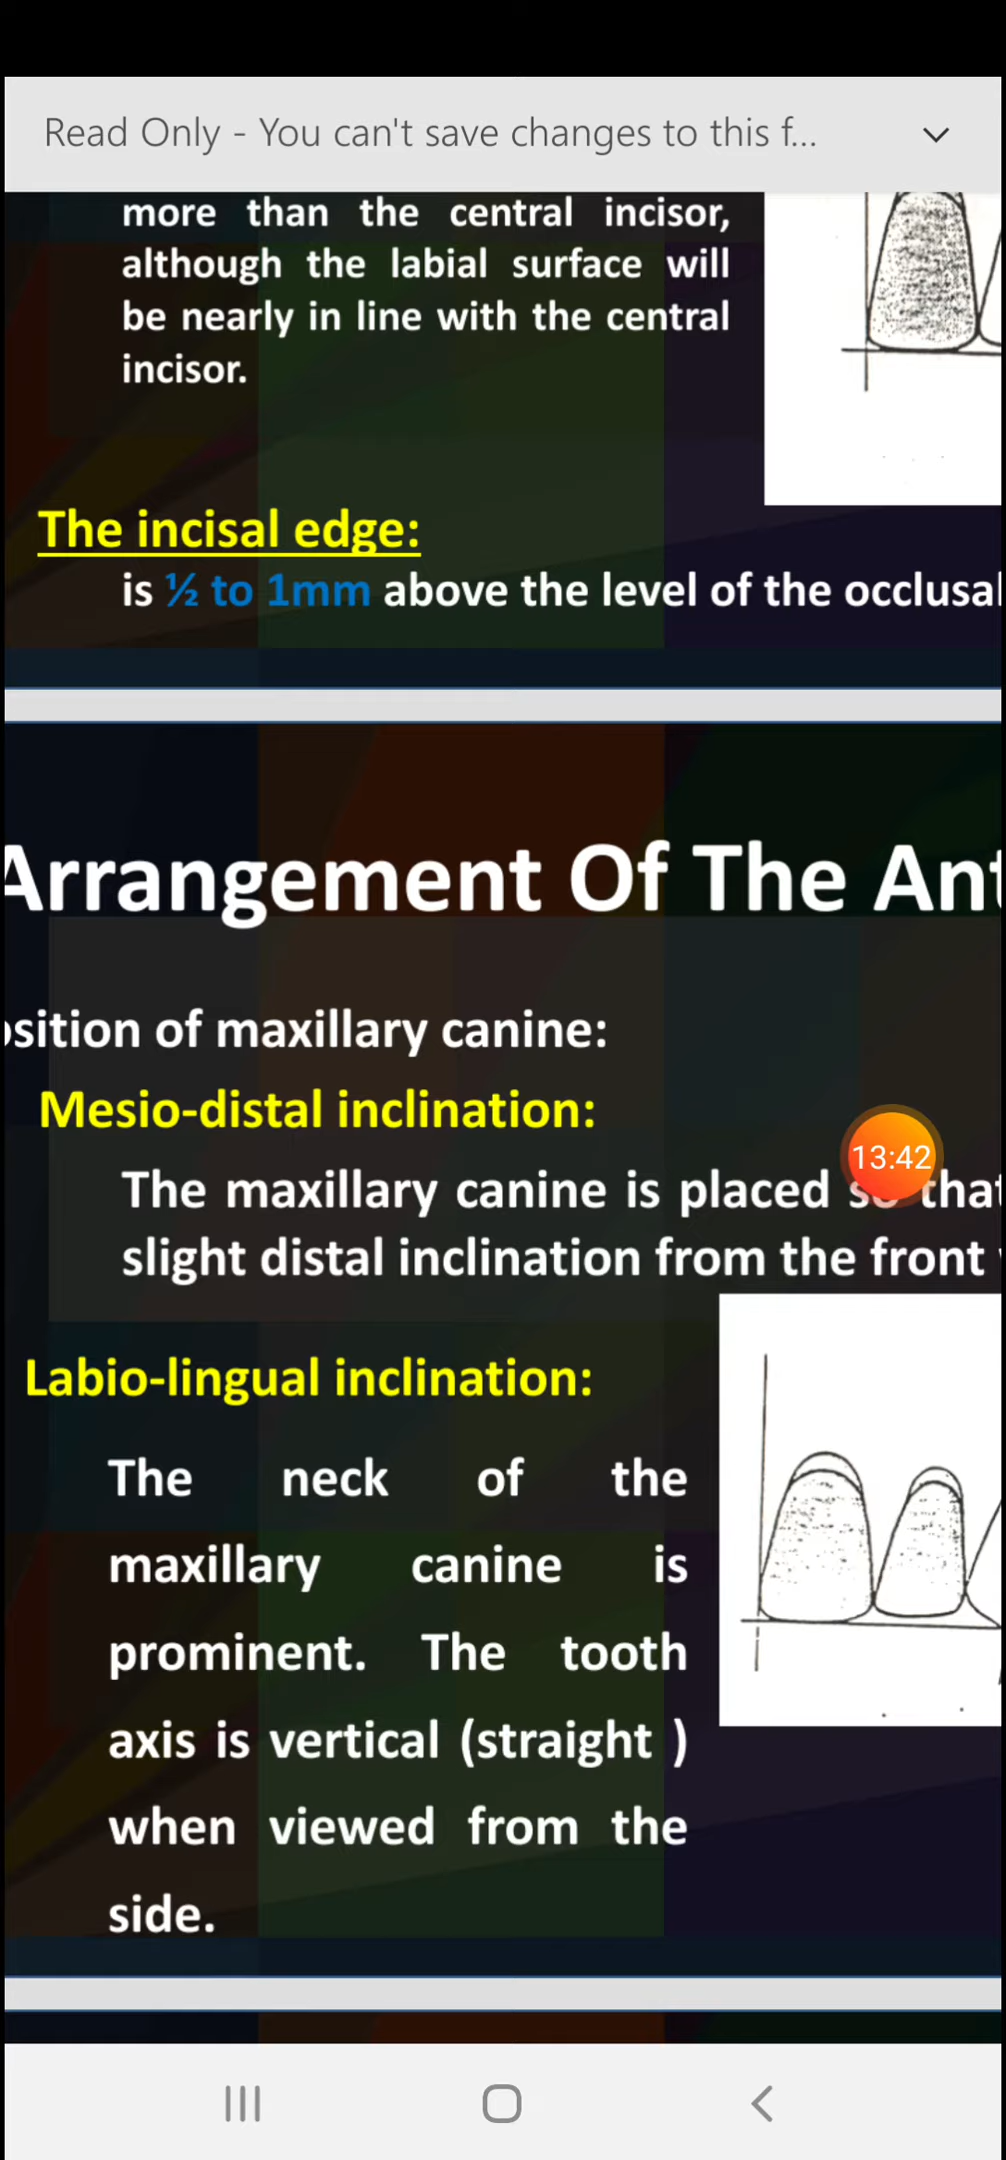 Read Only - You can't save changes to this f...
more than the central incisor,
although the labial surface will
be nearly in line with the central
incisor.
The incisal edge:
is ½ to 1mm above the level of the occlusal
Arrangement Of The Ant
osition of maxillary canine:
Mesio-distal inclination:
13:42
The maxillary canine is placed so that
slight distal inclination from the front
Labio-lingual inclination:
The neck of the
maxillary canine is
prominent. The tooth
axis is vertical (straight )
when viewed from the
side.